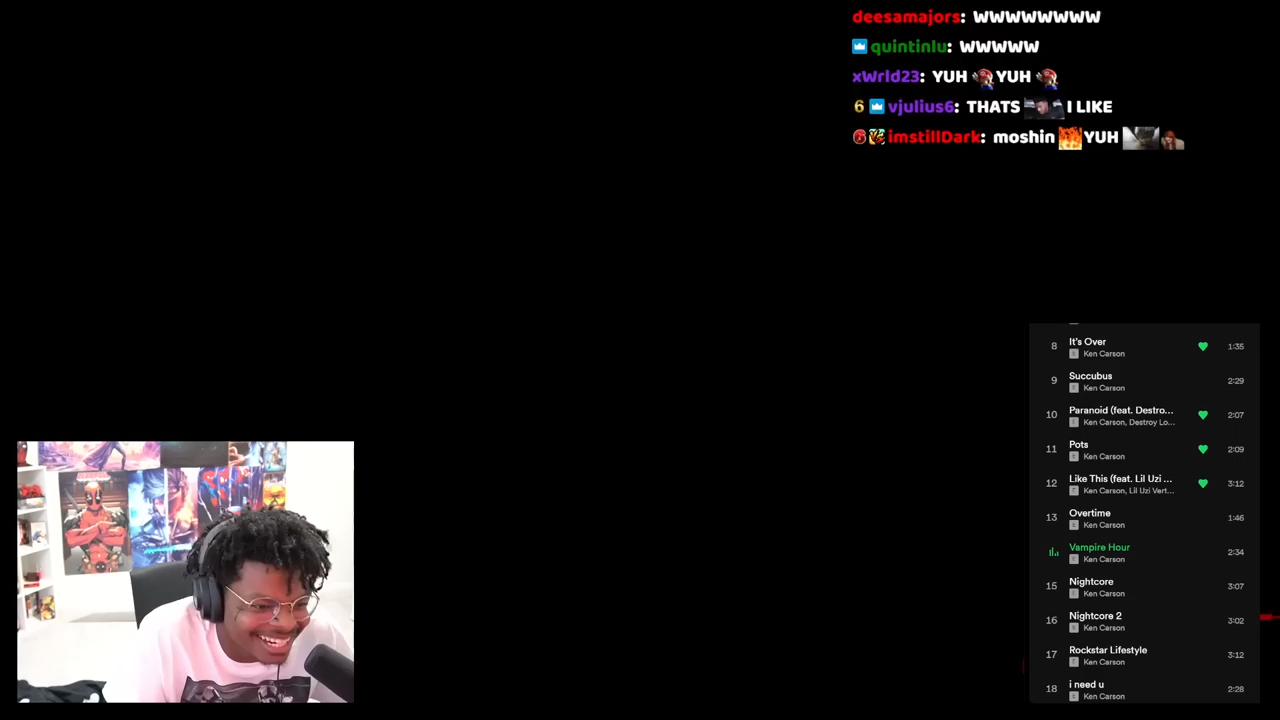 deesamajors: WWWWWWWW
quintinlu: WWWWW
xWrld23: YUH YUH
6 vjulius6: THATS I LIKE
6 imstillDark: moshin YUH
8 It's Over 1:35
E Ken Carson
9 Succubus 2:29
E Ken Carson
10 Paranoid (feat. Destro... 2:07
E Ken Carson, Destroy Lo...
11 Pots 2:09
E Ken Carson
12 Like This (feat. Lil Uzi ... 3:12
E Ken Carson, Lil Uzi Vert...
13 Overtime 1:46
E Ken Carson
Vampire Hour 2:34
E Ken Carson
15 Nightcore 3:07
E Ken Carson
16 Nightcore 2 3:02
E Ken Carson
17 Rockstar Lifestyle 3:12
E Ken Carson
18 i need u 2:28
E Ken Carson